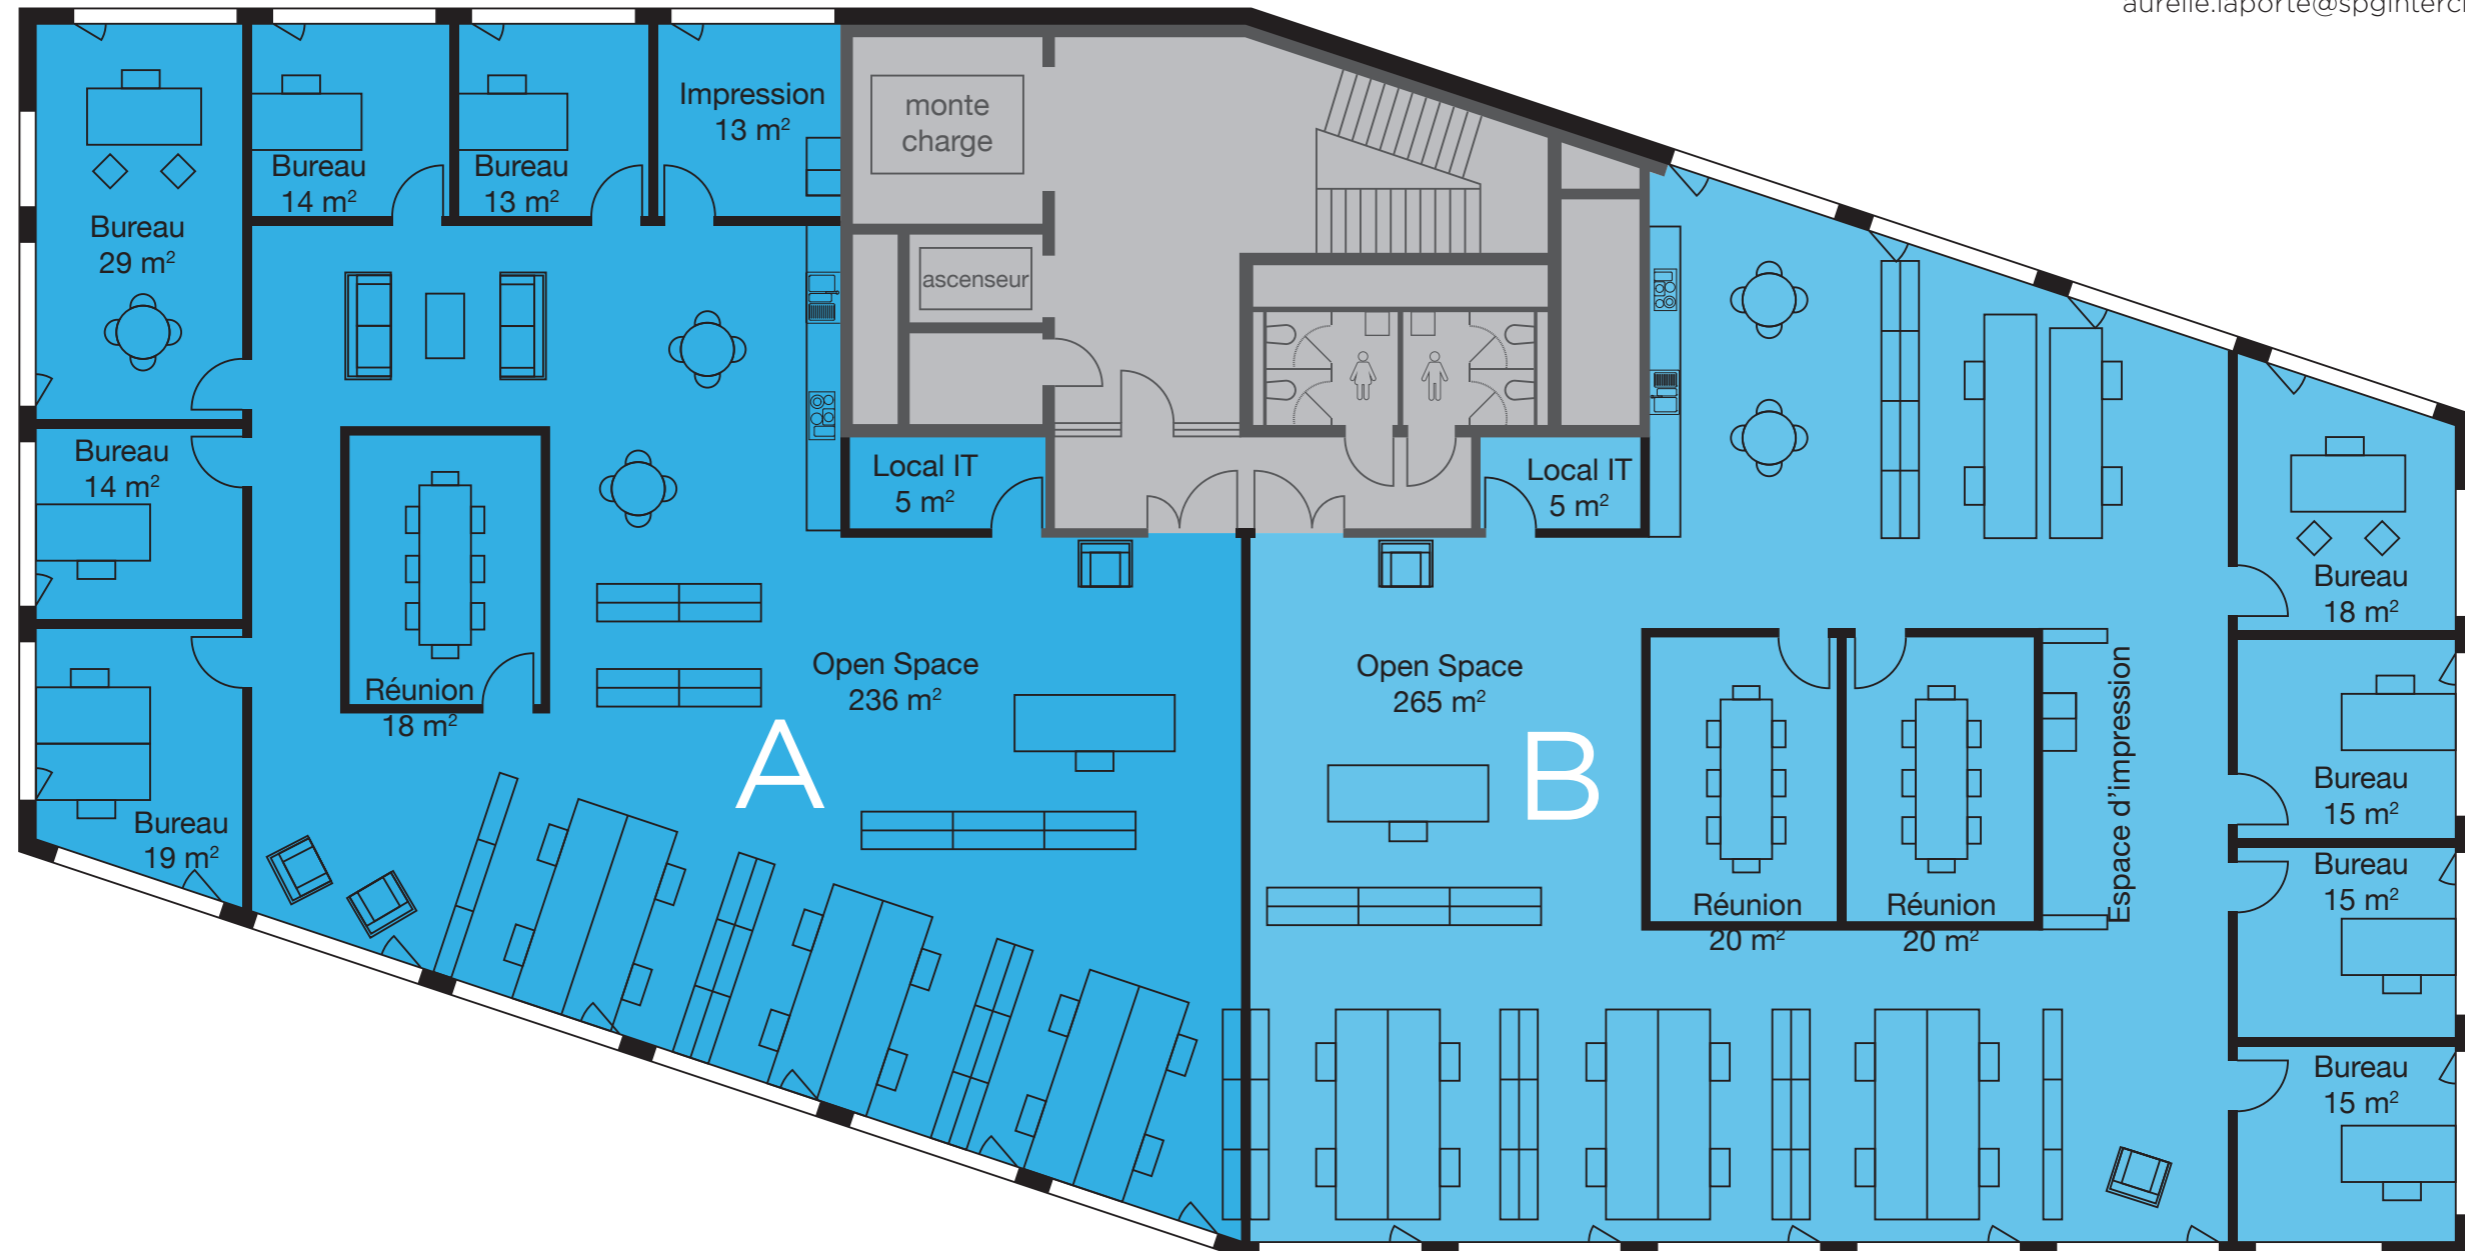 aurelie.laporte@spginterc
Impression
13 m²
monte
charge
Bureau
14 m²
Bureau
13 m²
Bureau
29 m²
ascenseur
Bureau
14 m²
Local IT
5 m²
Local IT
5 m²
Bureau
18 m²
Open Space
236 m²
Open Space
265 m²
Réunion
18 m²
A
B
Espace d’impression
Bureau
15 m²
Bureau
19 m²
Bureau
15 m²
Réunion
20 m²
Réunion
20 m²
Bureau
15 m²